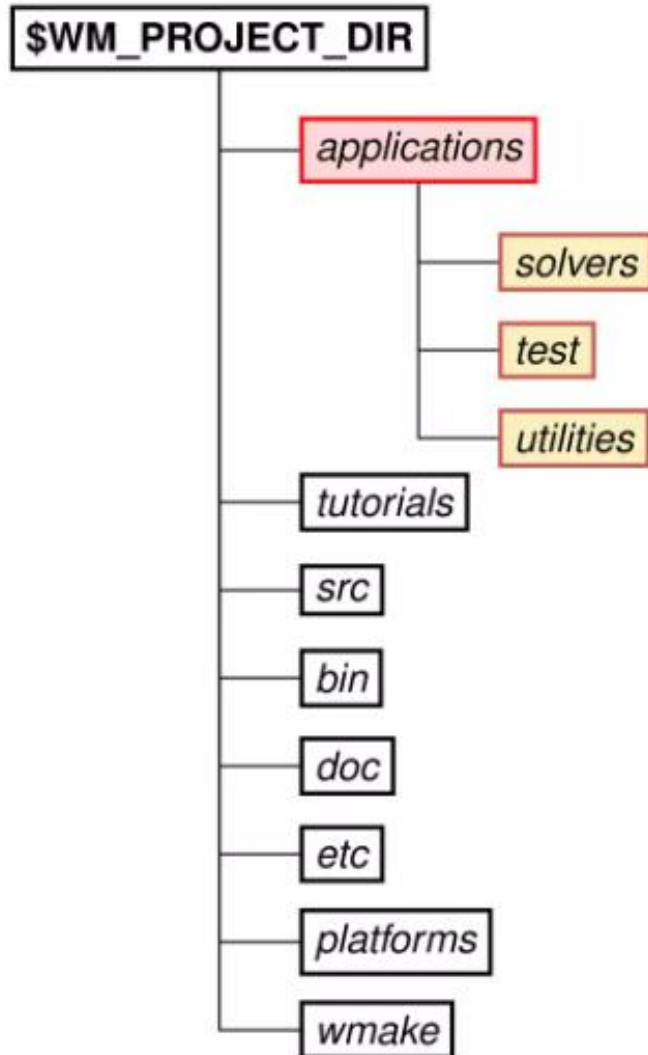 $WM_PROJECT_DIR
applications
solvers
test
utilities
tutorials
src
bin
doc
etc
platforms
wmake